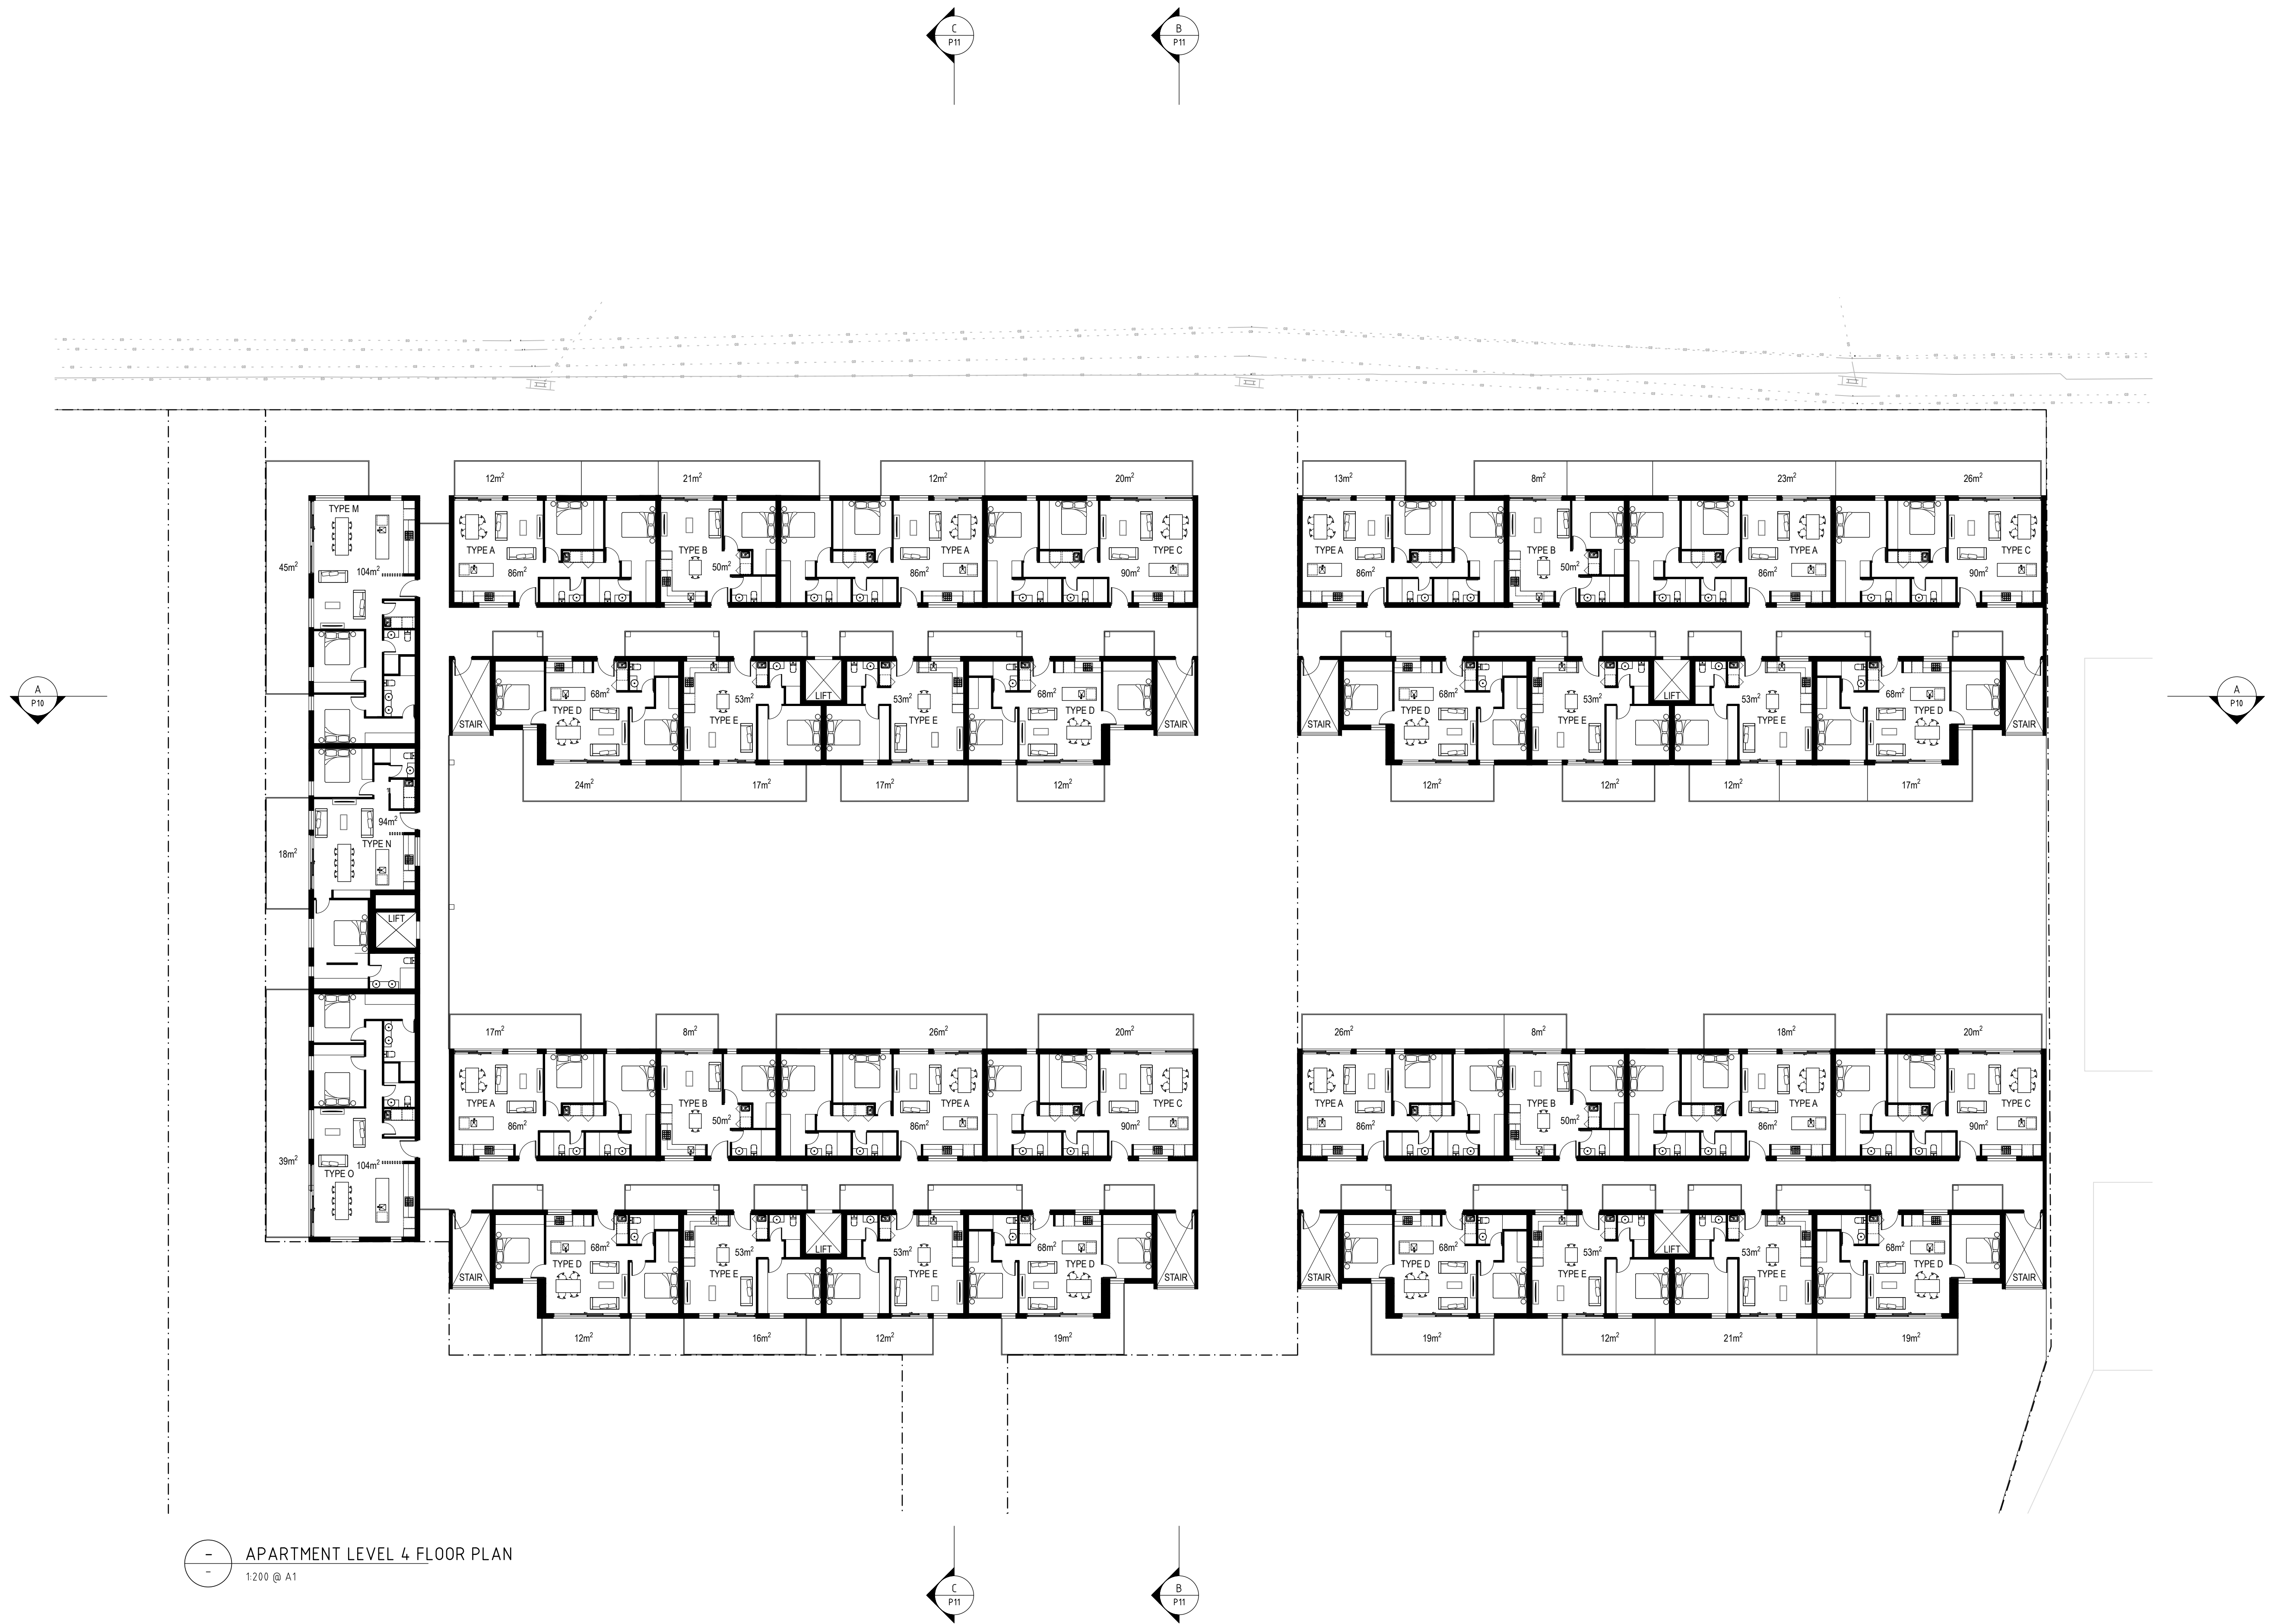 C
P11
B
P11
12m²
21m²
12m²
20m²
13m²
8m²
23m²
26m²
TYPE M
TYPE A
TYPE B
TYPE A
TYPE C
TYPE A
TYPE B
TYPE A
TYPE C
45m²
104m²
86m²
50m²
86m²
90m²
86m²
50m²
86m²
90m²
A
P10
68m²
53m²
LIFT
53m²
68m²
68m²
53m²
LIFT
53m²
68m²
A
P10
STAIR
TYPE D
TYPE E
TYPE E
TYPE D
STAIR
STAIR
TYPE D
TYPE E
TYPE E
TYPE D
STAIR
24m²
17m²
17m²
12m²
12m²
12m²
12m²
17m²
94m²
TYPE N
18m²
LIFT
17m²
8m²
26m²
20m²
26m²
8m²
18m²
20m²
TYPE A
TYPE B
TYPE A
TYPE C
TYPE A
TYPE B
TYPE A
TYPE C
86m²
50m²
86m²
90m²
86m²
50m²
86m²
90m²
39m²
104m²
TYPE O
68m²
53m²
LIFT
53m²
68m²
68m²
53m²
LIFT
53m²
68m²
STAIR
TYPE D
TYPE E
TYPE E
TYPE D
STAIR
STAIR
TYPE D
TYPE E
TYPE E
TYPE D
STAIR
12m²
16m²
12m²
19m²
19m²
12m²
21m²
19m²
–
–
APARTMENT LEVEL 4 FLOOR PLAN
1:200 @ A1
C
P11
B
P11